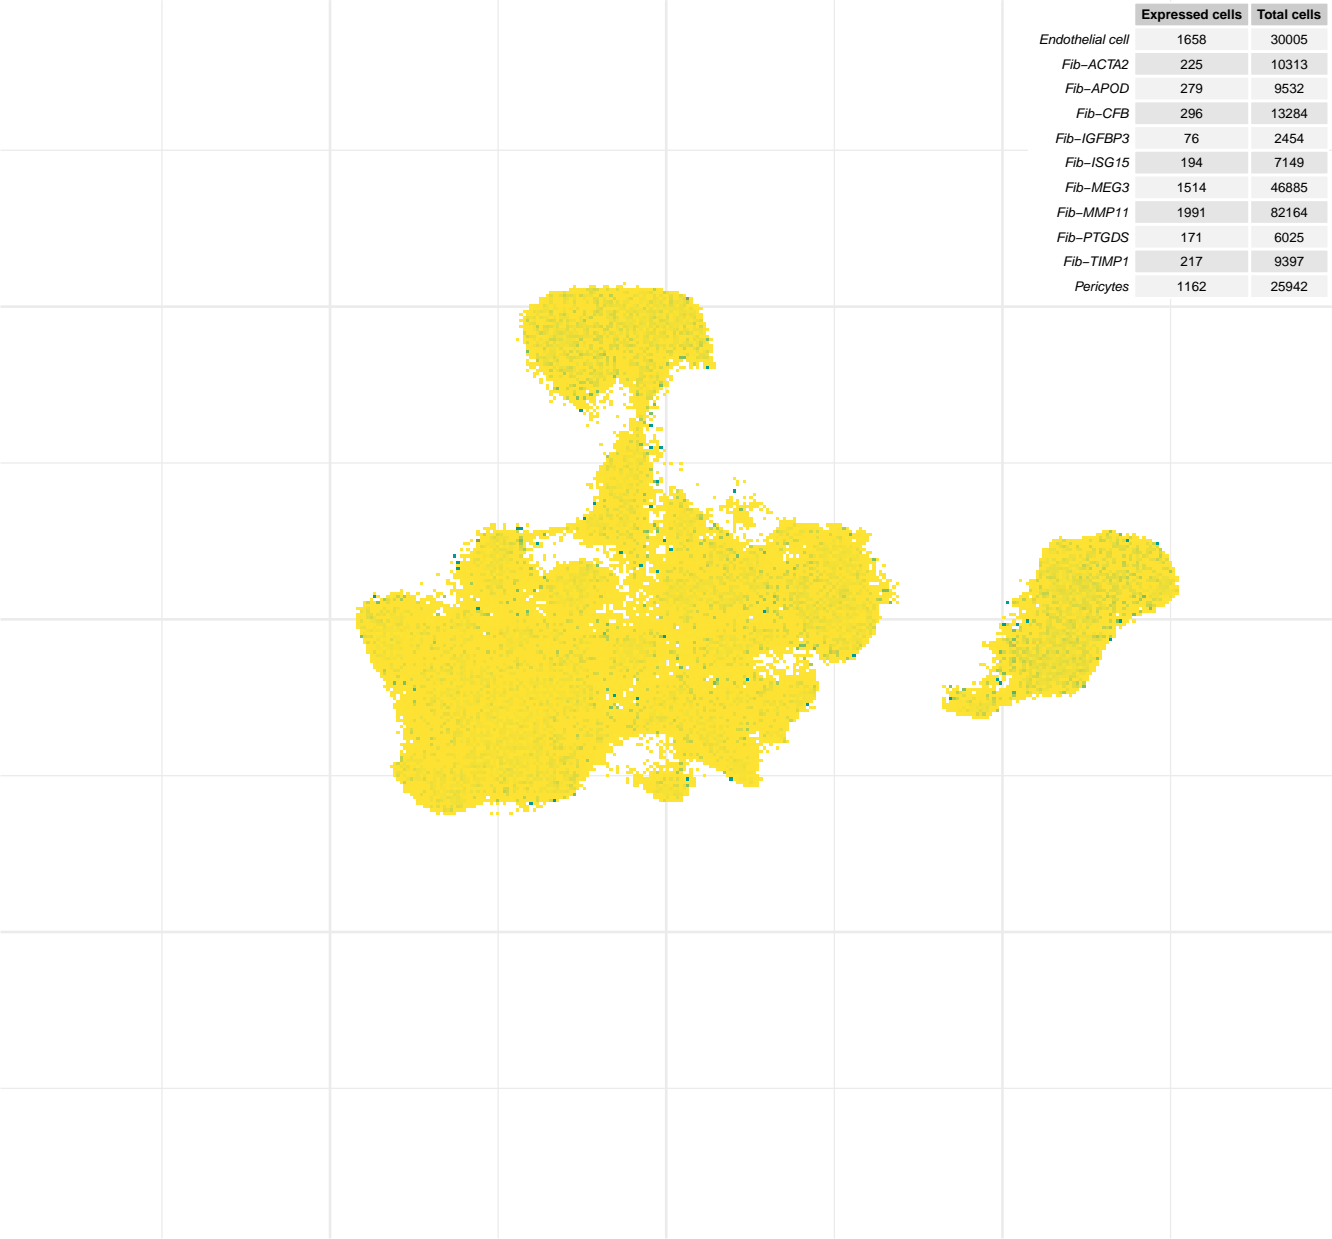 Expressed cells Total cells
Endothelial cell 1658 30005
Fib−ACTA2 225 10313
Fib−APOD 279 9532
Fib−CFB 296 13284
Fib−IGFBP3 76 2454
Fib−ISG15 194 7149
Fib−MEG3 1514 46885
Fib−MMP11 1991 82164
Fib−PTGDS 171 6025
Fib−TIMP1 217 9397
Pericytes 1162 25942